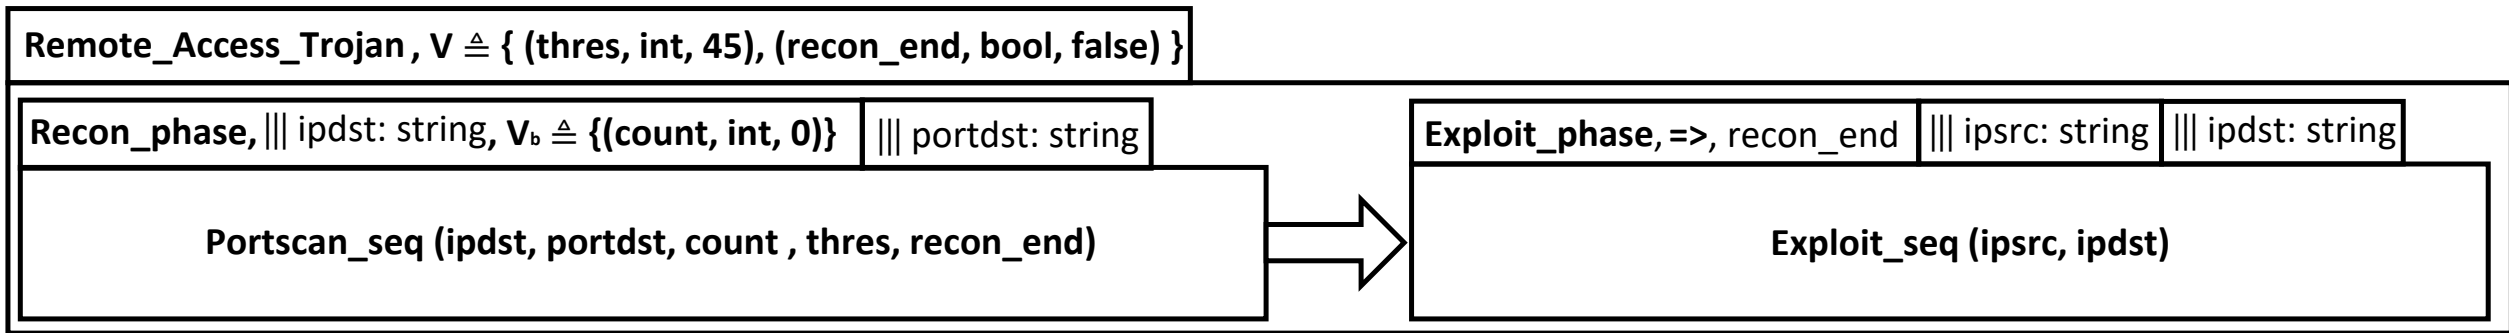 Remote_Access_Trojan , V ≜ { (thres, int, 45), (recon_end, bool, false) }
Recon_phase, ||| ipdst: string, V_b ≜ {(count, int, 0)}
||| portdst: string
Exploit_phase, =>, recon_end
||| ipsrc: string
||| ipdst: string
Portscan_seq (ipdst, portdst, count , thres, recon_end)
Exploit_seq (ipsrc, ipdst)